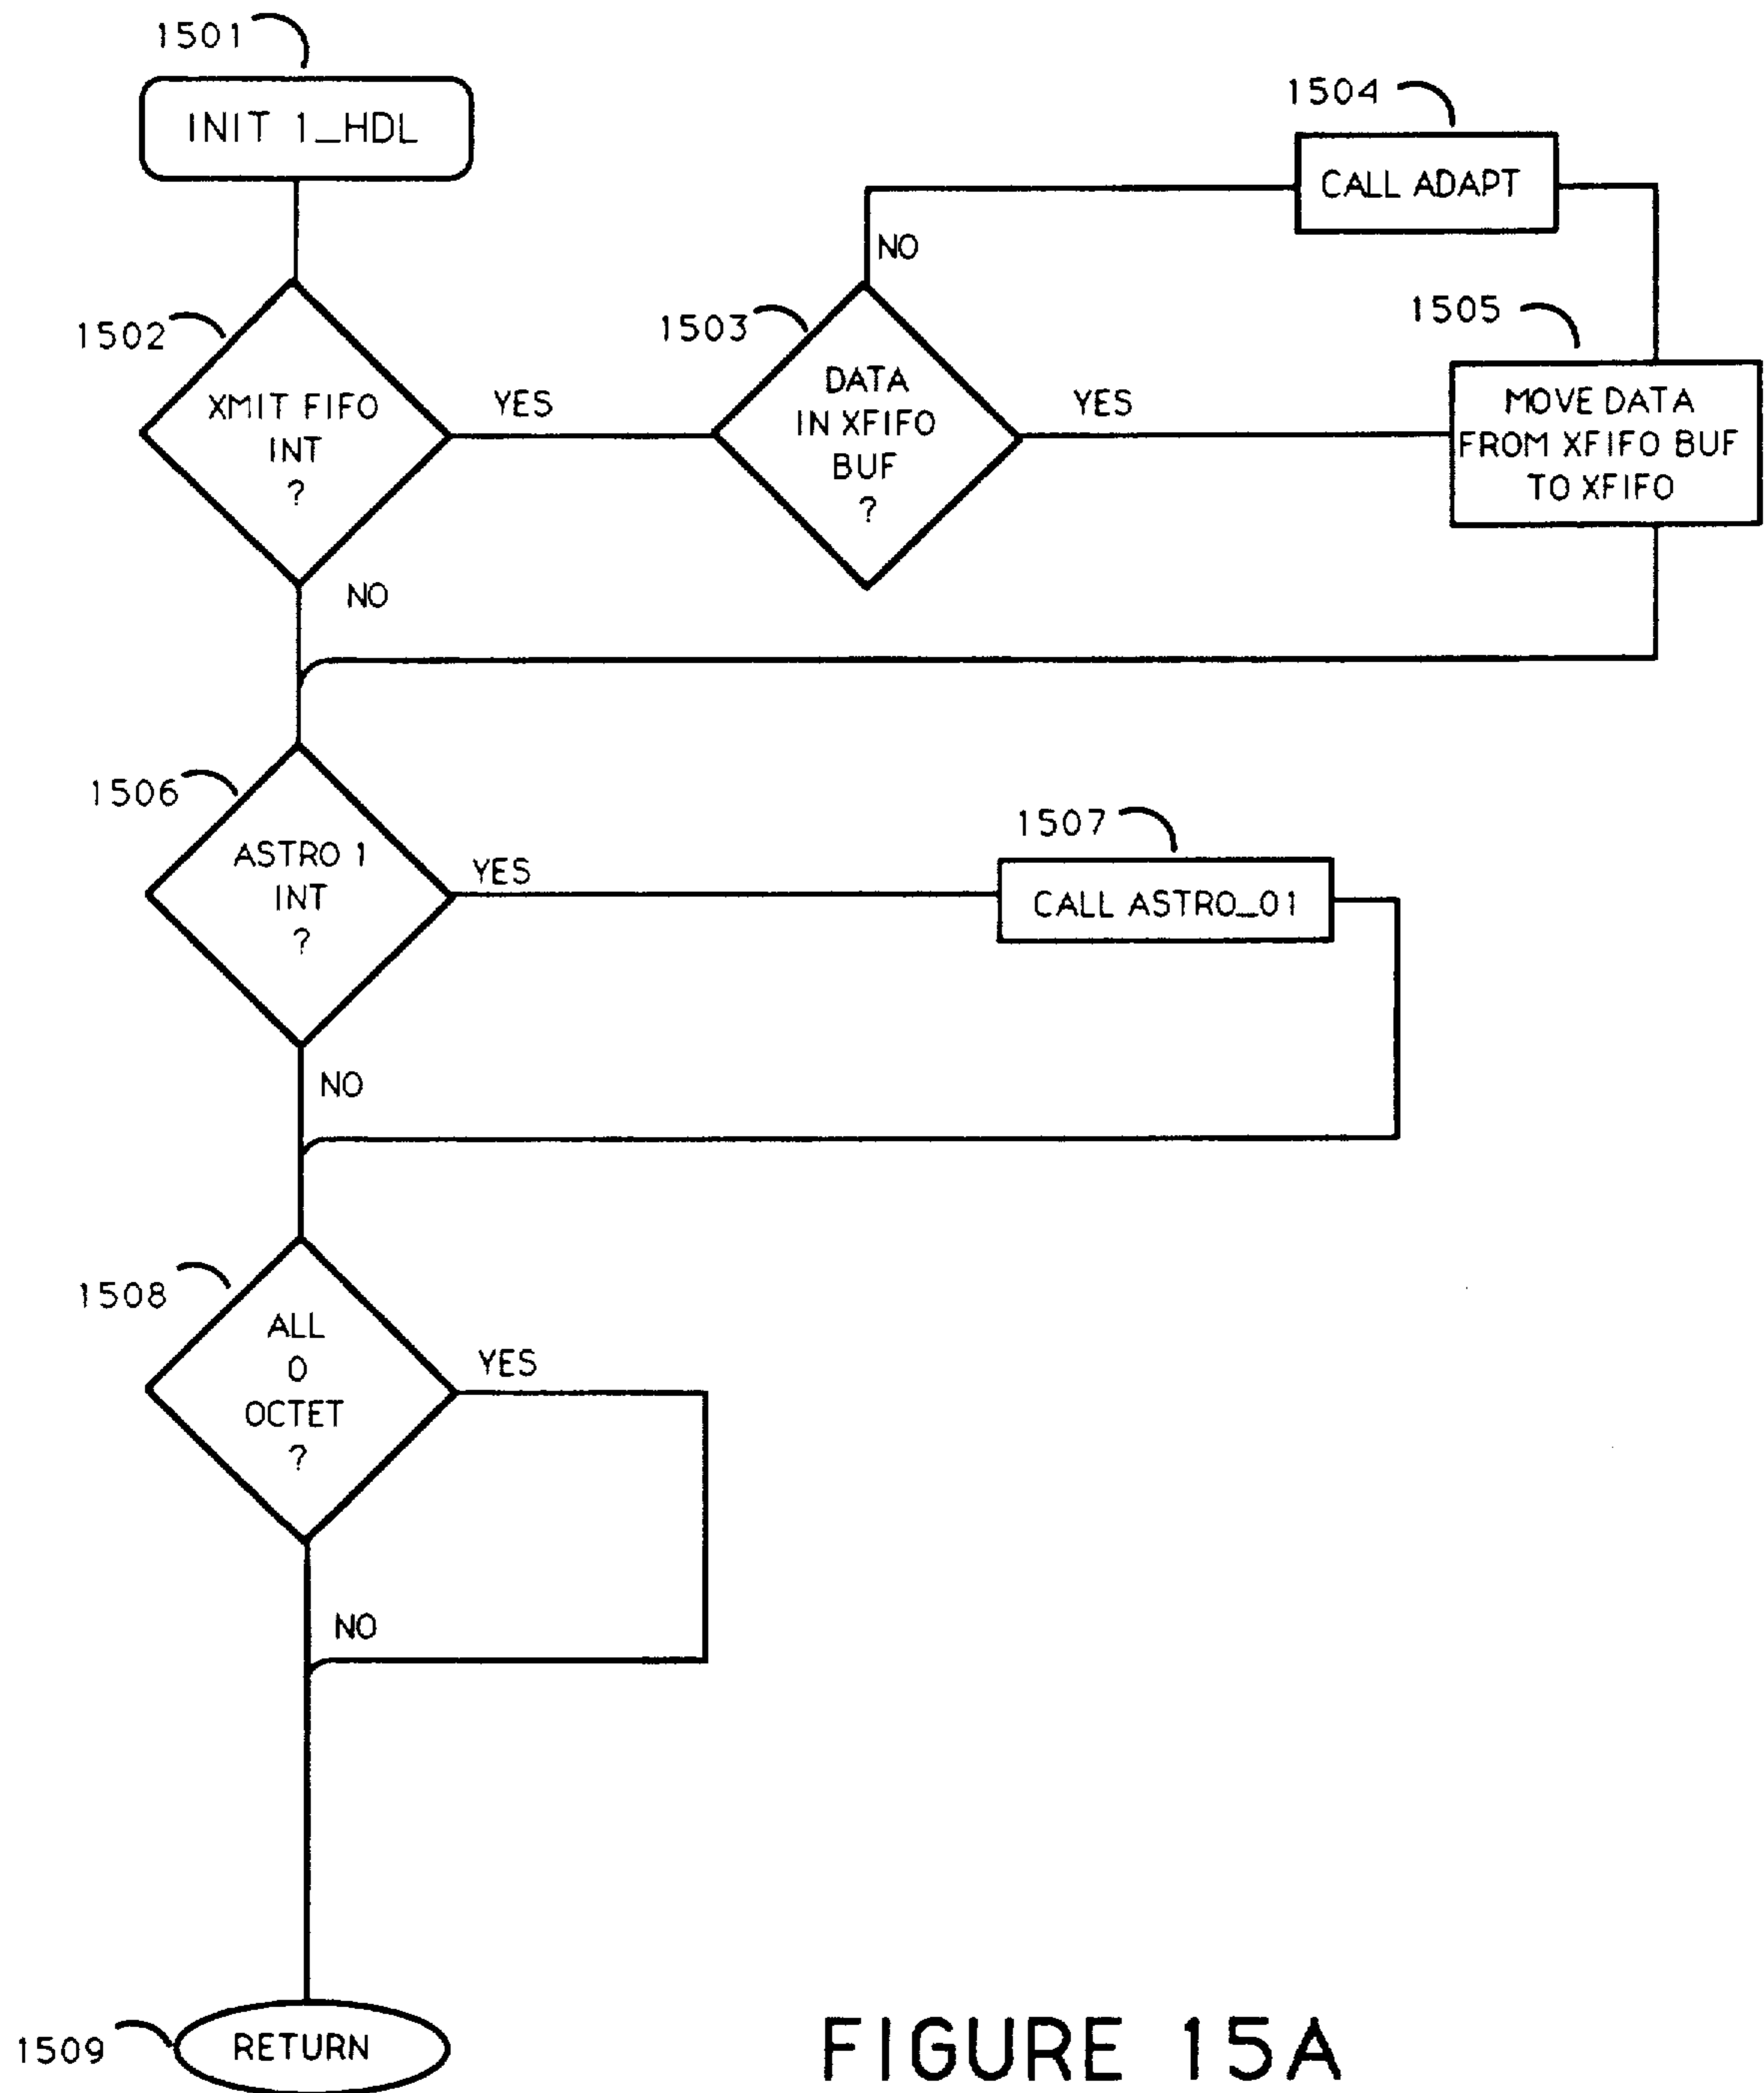 1501
INIT 1_HDL
1504
CALL ADAPT
NO
1502
XMIT FIFO
INT
?
YES
1503
DATA
IN XFIFO
BUF
?
YES
1505
MOVE DATA
FROM XFIFO BUF
TO XFIFO
NO
1506
ASTRO 1
INT
?
YES
1507
CALL ASTRO_01
NO
1508
ALL
0
OCTET
?
YES
NO
1509
RETURN
FIGURE 15A